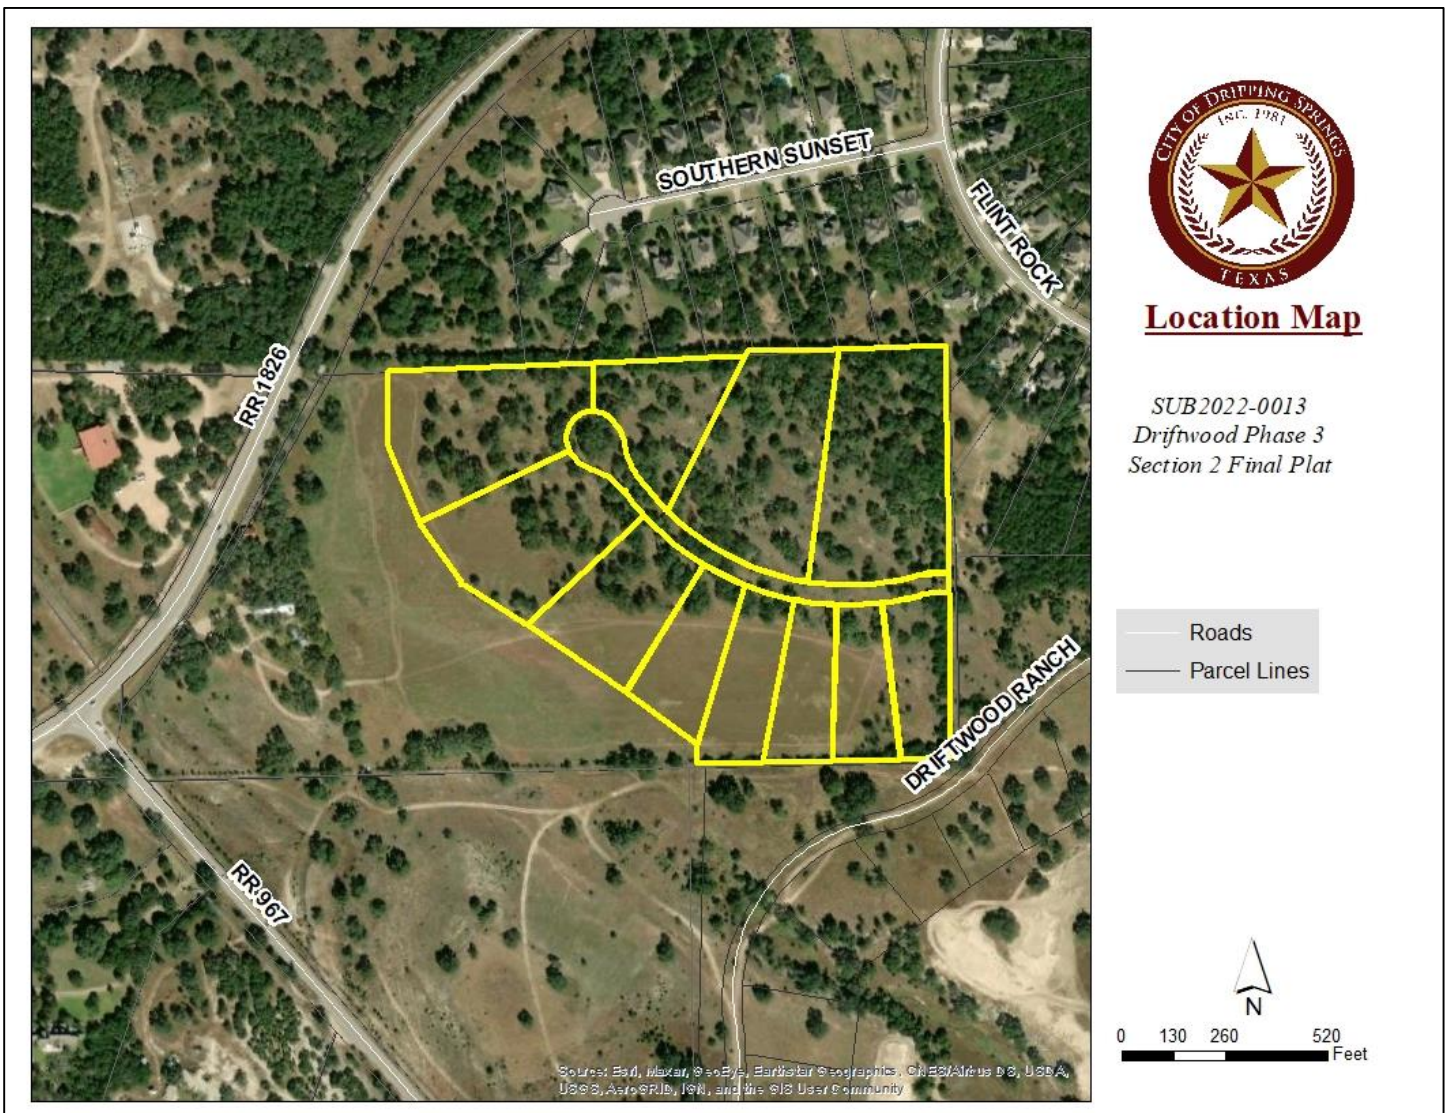 SOUTHERN SUNSET
FLINT ROCK
RR 1826
DRIFTWOOD RANCH
RR 967
Source: Esri, Maxar, GeoEye, Earthstar Geographics, CNES/Airbus DS, USDA,
USGS, AeroGRID, IGN, and the GIS User Community
CITY OF DRIPPING SPRINGS
INC. 1981
TEXAS
Location Map
SUB2022-0013
Driftwood Phase 3
Section 2 Final Plat
Roads
Parcel Lines
N
0 130 260 520
Feet